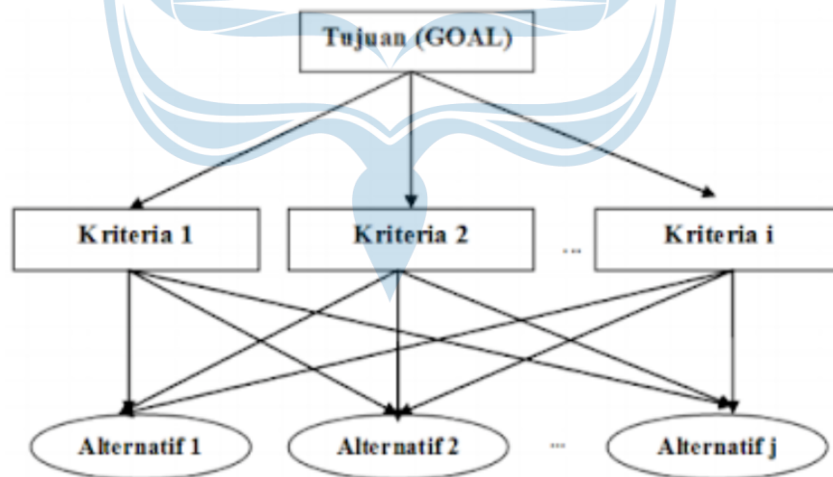 Tujuan (GOAL)
Kriteria 1 Kriteria 2 ... Kriteria i
Alternatif 1 Alternatif 2 ... Alternatif j